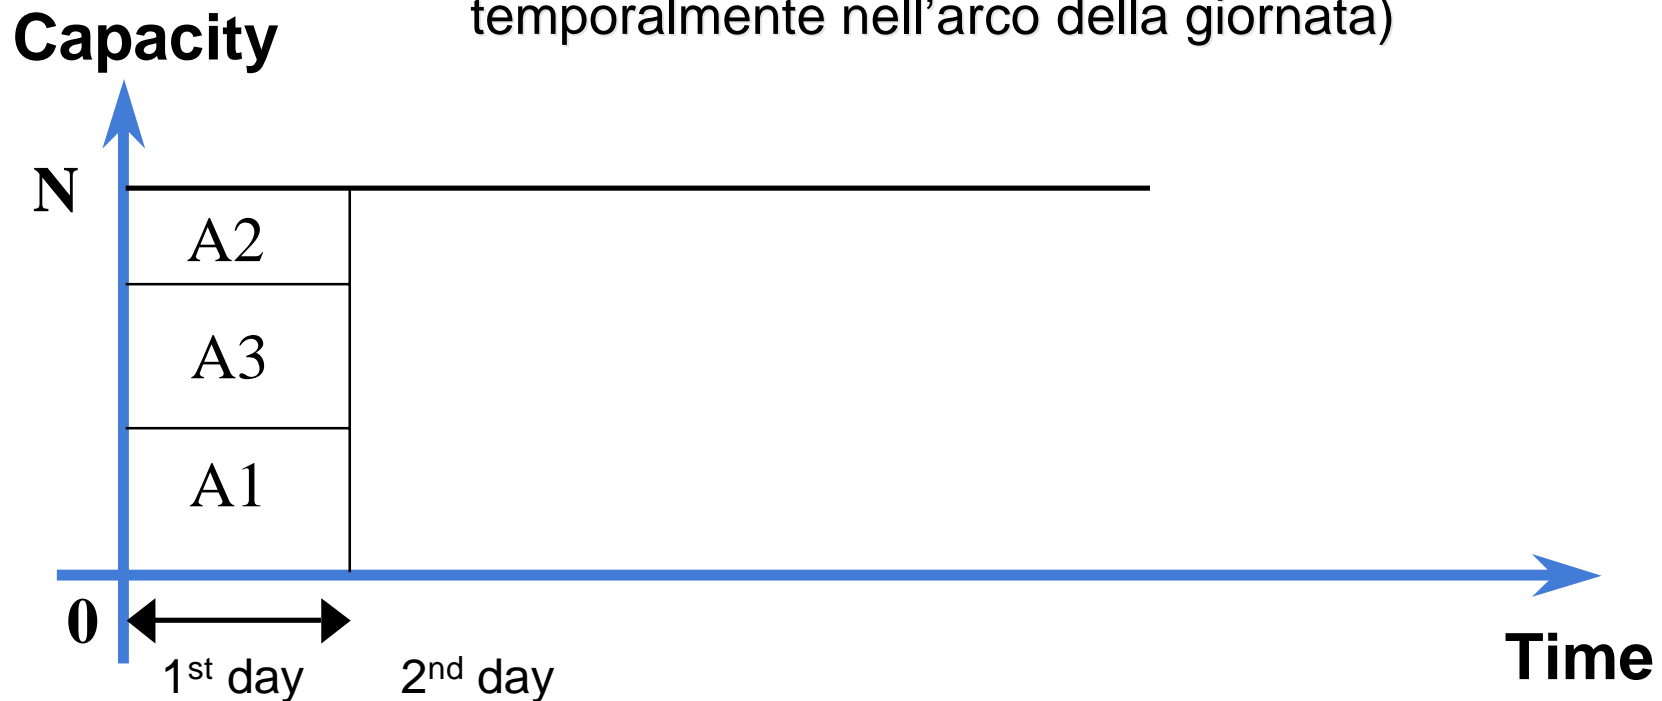 temporalmente nell’arco della giornata)
Capacity
N
A2
A3
A1
0
1st day 2nd day
Time